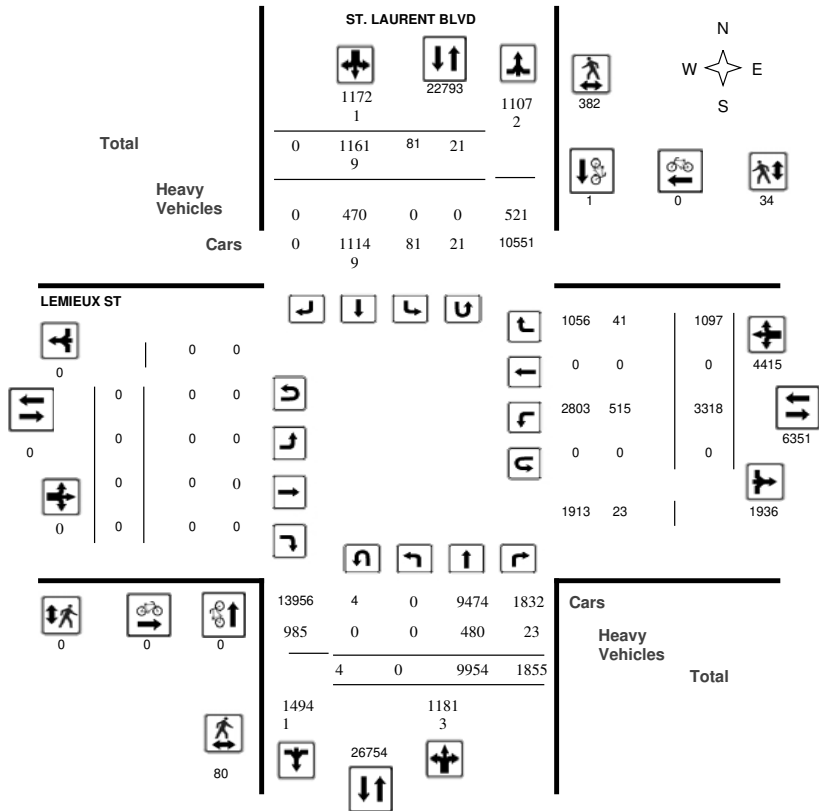 ST. LAURENT BLVD
N
W E
S
22793
1172
1
1107
2
382
Total 0 1161
9 81 21
1 0 34
Heavy
Vehicles 0 470 0 0 521
Cars 0 1114
9 81 21 10551
LEMIEUX ST
1056 41 1097
0 0
0
0 0 0
4415
0 0 0
2803 515 3318
0
0 0 0
6351
0 0 0
0 0 0
0
0 0 0
1913 23
1936
13956 4 0 9474 1832 Cars
985 0 0 480 23 Heavy
Vehicles
0 0 0
4 0 9954 1855 Total
1494
1
1181
3
26754
80